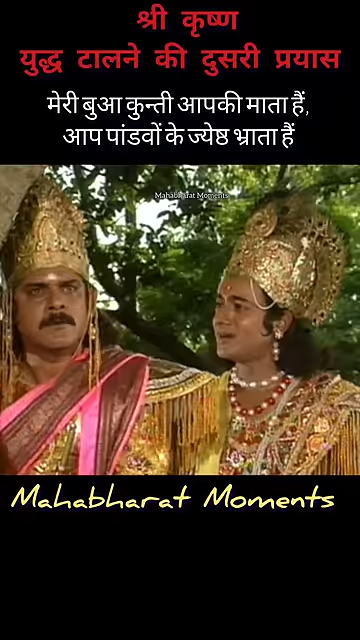 श्री कृष्ण
युद्ध टालने की दुसरी प्रयास
मेरी बुआ कुन्ती आपकी माता हैं,
आप पांडवों के ज्येष्ठ भ्राता हैं
Mahabharat Moments
Mahabharat Moments